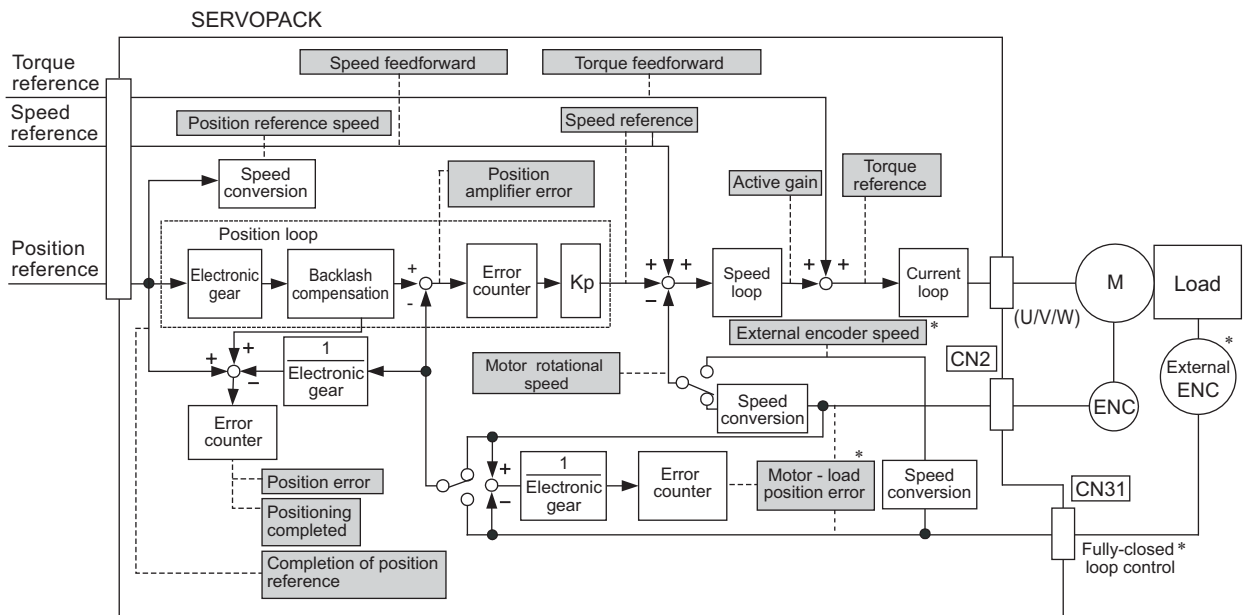 SERVOPACK
Torque
reference
Speed
reference
Speed feedforward
Torque feedforward
Position reference speed
Speed reference
Speed
conversion
Position
amplifier error
Active gain
Torque
reference
Position
reference
Position loop
Electronic
gear
Backlash
compensation
+
-
Error
counter
Kp
+
+
−
Speed
loop
+
+
Current
loop
(U/V/W)
M
Load
External encoder speed *
+
+
−
1
Electronic
gear
Motor rotational
speed
CN2
*
External
ENC
Speed
conversion
ENC
Error
counter
+
−
1
Electronic
gear
Error
counter
*
Motor - load
position error
Speed
conversion
CN31
Position error
Positioning
completed
Completion of position
reference
Fully-closed *
loop control